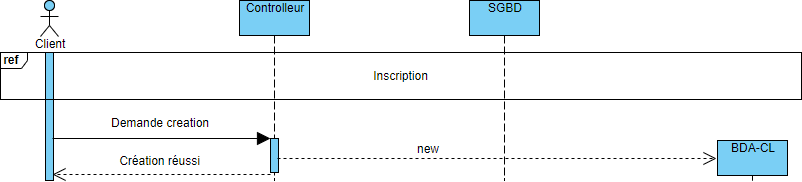 Controlleur
SGBD
Client
ref
Inscription
Demande creation
new
BDA-CL
Création réussi